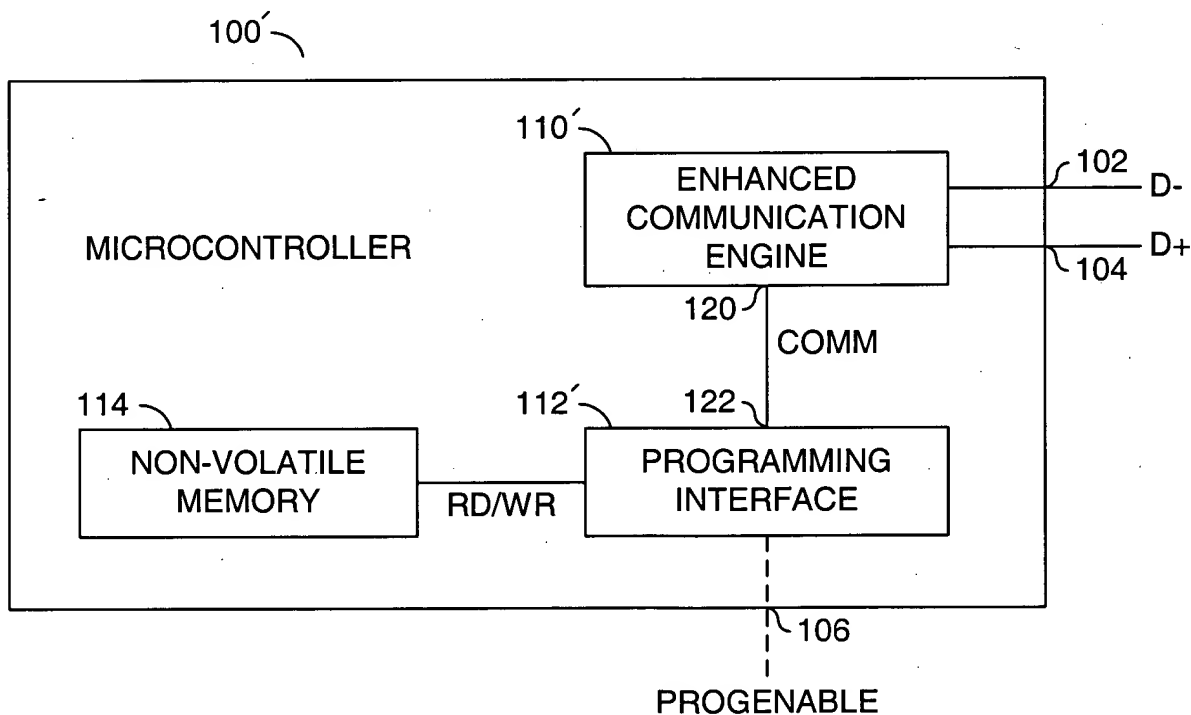 100′
110′
ENHANCED
COMMUNICATION
ENGINE
102
D-
D+
104
MICROCONTROLLER
120
COMM
114
112′
122
NON-VOLATILE
MEMORY
RD/WR
PROGRAMMING
INTERFACE
106
PROGENABLE